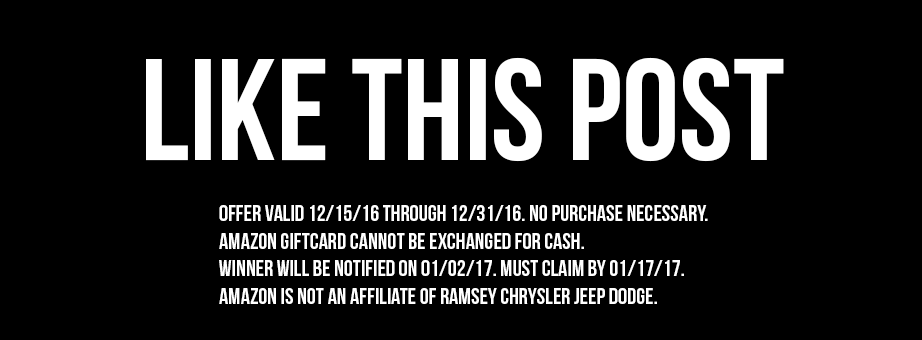 LIKE THIS POST
OFFER VALID 12/15/16 THROUGH 12/31/16. NO PURCHASE NECESSARY.
AMAZON GIFTCARD CANNOT BE EXCHANGED FOR CASH.
WINNER WILL BE NOTIFIED ON 01/02/17. MUST CLAIM BY 01/17/17.
AMAZON IS NOT AN AFFILIATE OF RAMSEY CHRYSLER JEEP DODGE.